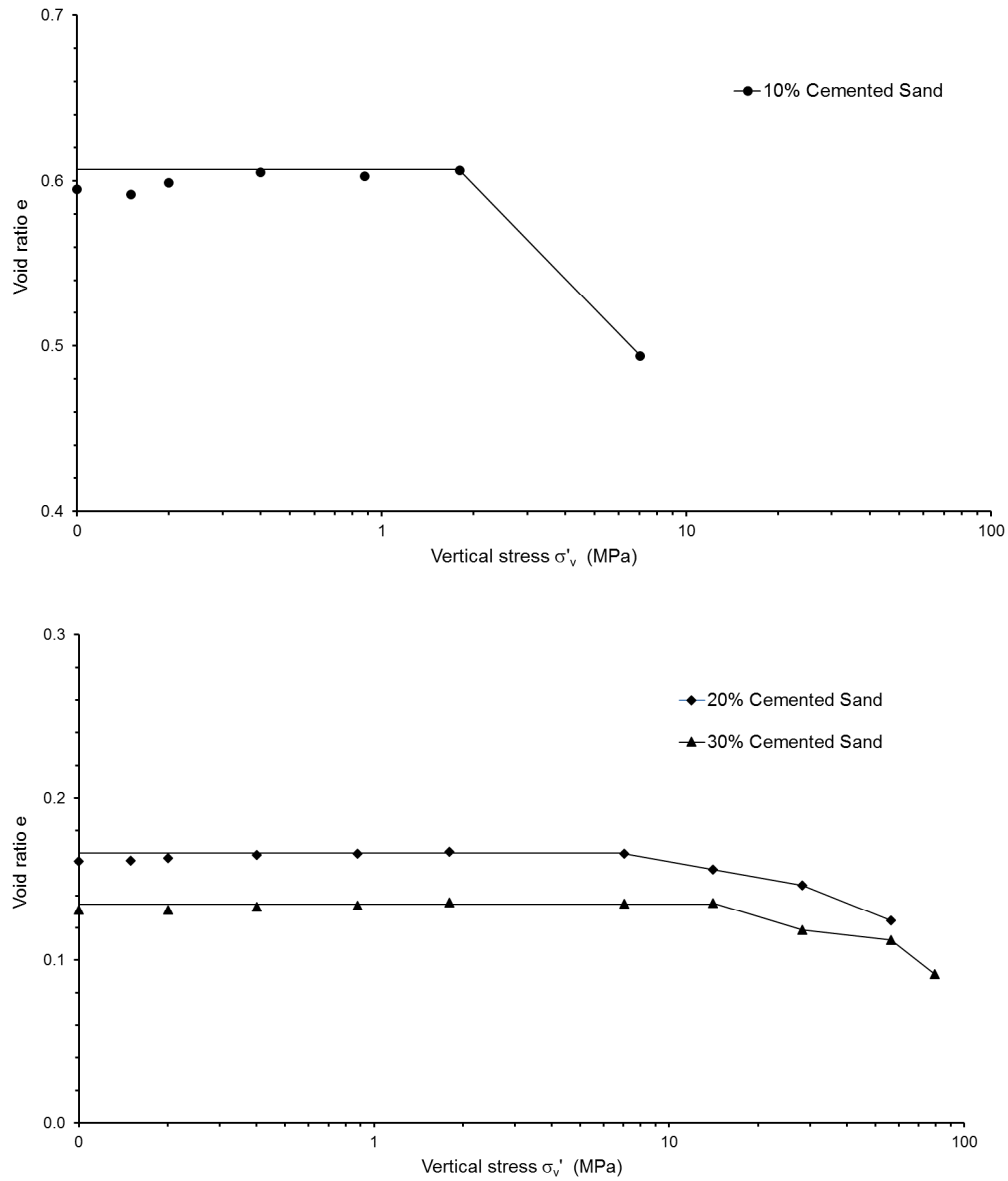 0.7
10% Cemented Sand
0.6
Void ratio e
0.5
0.4
0 1 10 100
Vertical stress σ'v (MPa)
0.3
20% Cemented Sand
30% Cemented Sand
0.2
Void ratio e
0.1
0.0
0 1 10 100
Vertical stress σv' (MPa)